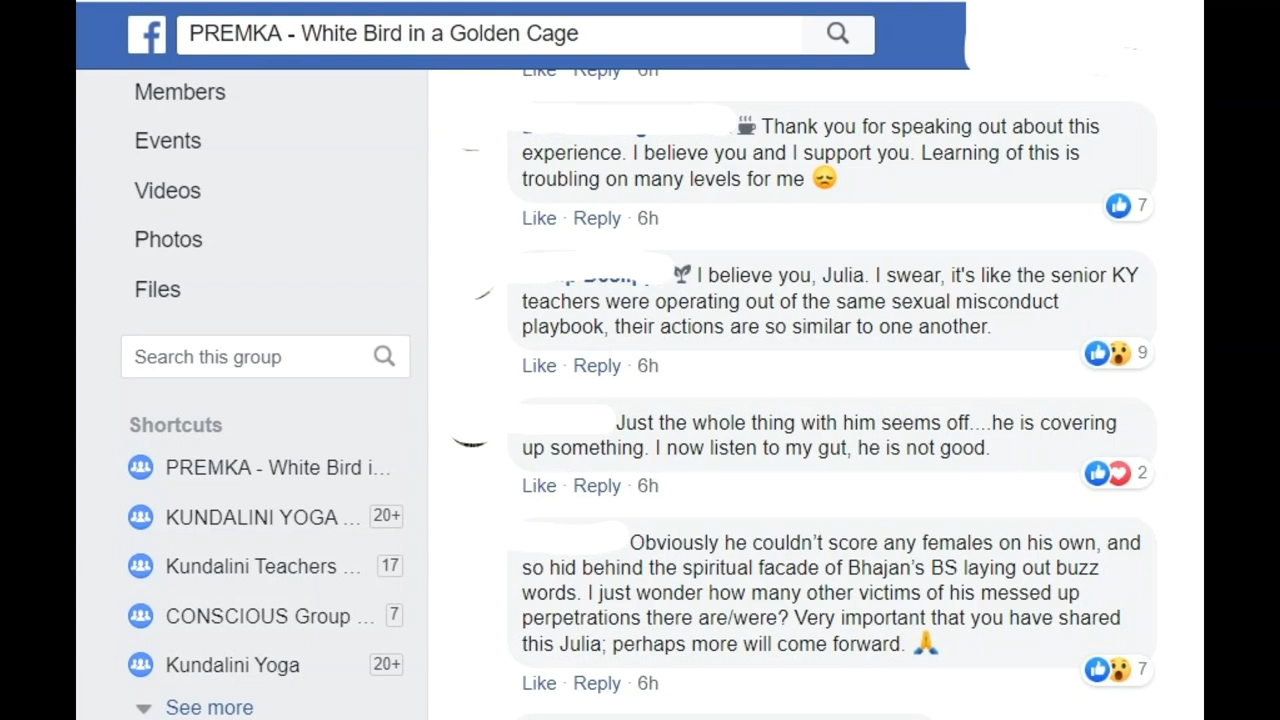 PREMKA - White Bird in a Golden Cage
Like Reply 6h
Members
Events
Videos
Photos
Files
Search this group
Shortcuts
PREMKA - White Bird i...
KUNDALINI YOGA ... 20+
Kundalini Teachers ... 17
CONSCIOUS Group ... 7
Kundalini Yoga 20+
See more
Thank you for speaking out about this
experience. I believe you and I support you. Learning of this is
troubling on many levels for me
7
Like · Reply · 6h
I believe you, Julia. I swear, it's like the senior KY
teachers were operating out of the same sexual misconduct
playbook, their actions are so similar to one another.
9
Like · Reply · 6h
Just the whole thing with him seems off....he is covering
up something. I now listen to my gut, he is not good.
2
Like · Reply · 6h
Obviously he couldn’t score any females on his own, and
so hid behind the spiritual facade of Bhajan’s BS laying out buzz
words. I just wonder how many other victims of his messed up
perpetrations there are/were? Very important that you have shared
this Julia; perhaps more will come forward.
7
Like · Reply · 6h